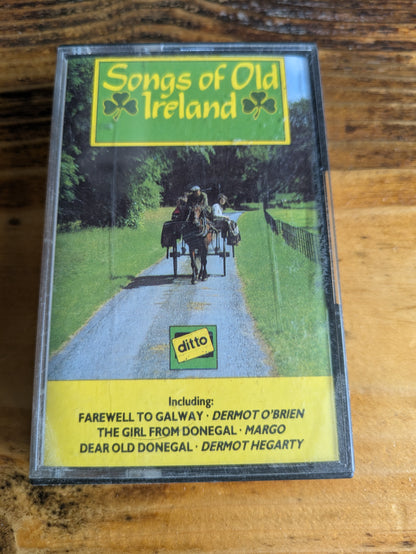 Songs of Old
Ireland
ditto
Including:
FAREWELL TO GALWAY · DERMOT O'BRIEN
THE GIRL FROM DONEGAL · MARGO
DEAR OLD DONEGAL · DERMOT HEGARTY